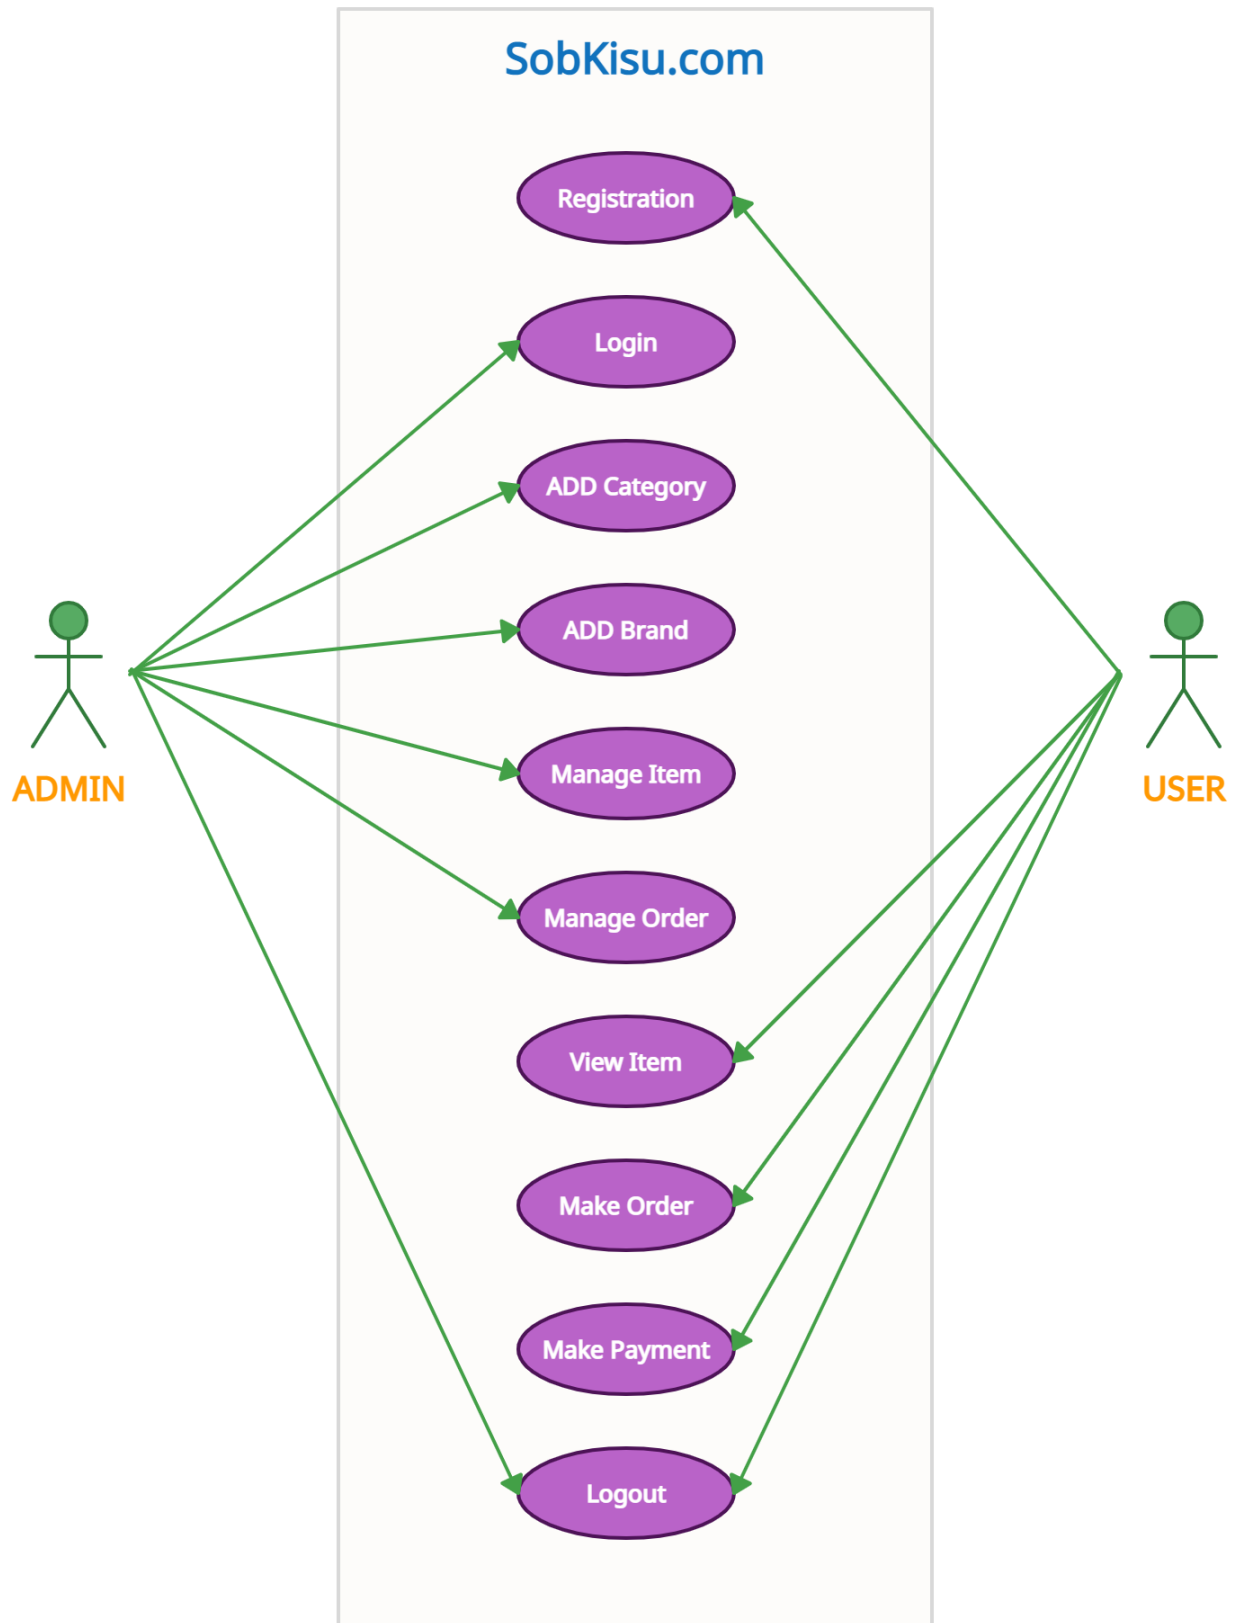 SobKisu.com
Registration
Login
ADD Category
ADD Brand
Manage Item
ADMIN
USER
Manage Order
View Item
Make Order
Make Payment
Logout